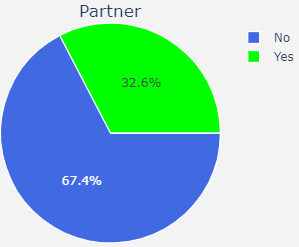 Partner
No
Yes
32.6%
67.4%